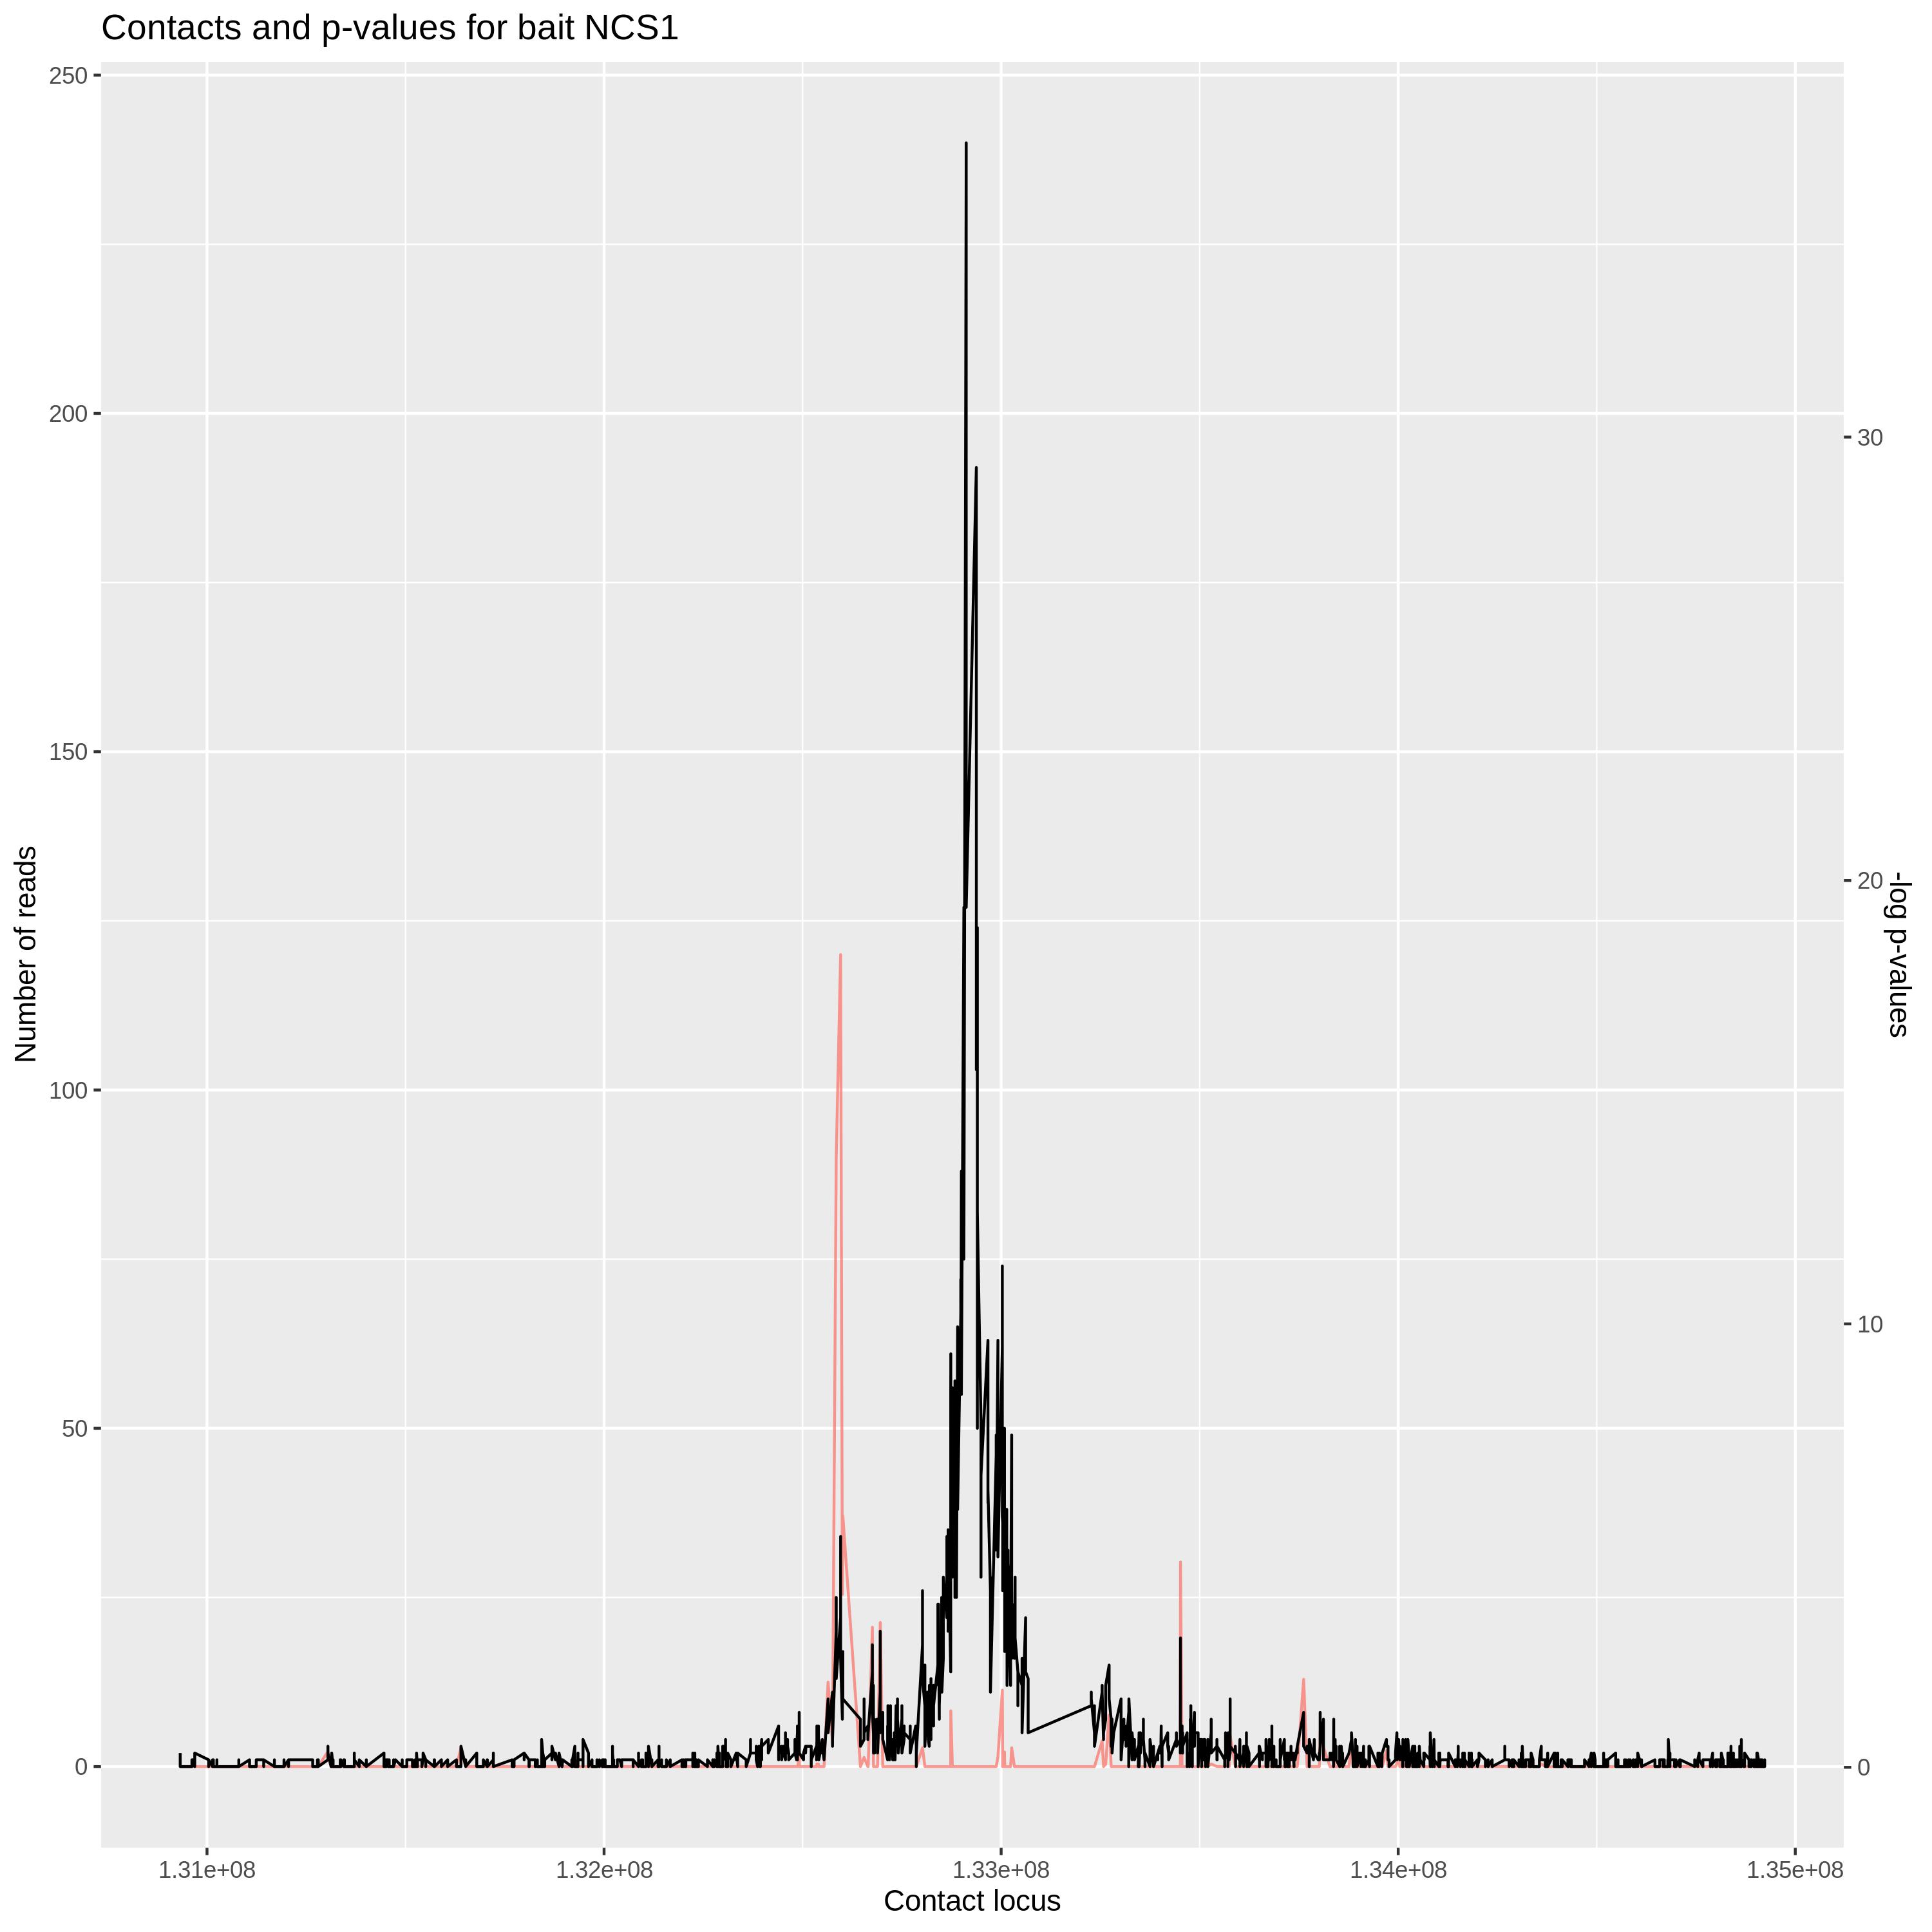 Contacts and p-values for bait NCS1
250
200
150
100
50
0
Number of reads
30
20
10
0
-log p-values
1.31e+08
1.32e+08
1.33e+08
1.34e+08
1.35e+08
Contact locus